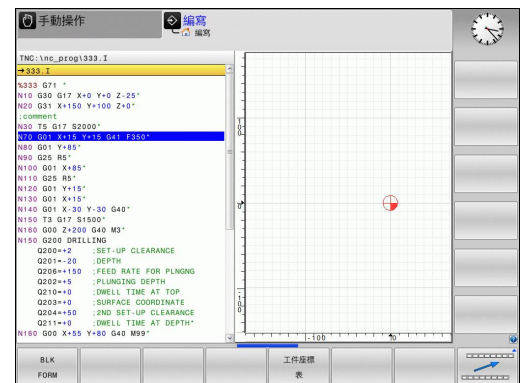 手動操作
編寫
編寫
TNC:\nc_prog\333.I
→333.I
%333 G71 *
N10 G30 G17 X+0 Y+0 Z-25*
N20 G31 X+150 Y+100 Z+0*
;comment
N30 T5 G17 S2000*
N70 G01 X+15 Y+15 G41 F350*
N80 G01 Y+85*
N90 G25 R5*
N100 G01 X+85*
N110 G25 R5*
N120 G01 Y+15*
N130 G01 X+15*
N140 G01 X-30 Y-30 G40*
N150 T3 G17 S1500*
N160 G00 Z+200 G40 M3*
N150 G200 DRILLING
Q200=+2 ;SET-UP CLEARANCE
Q201=-20 ;DEPTH
Q206=+150 ;FEED RATE FOR PLNGNG
Q202=+5 ;PLUNGING DEPTH
Q210=+0 ;DWELL TIME AT TOP
Q203=+0 ;SURFACE COORDINATE
Q204=+50 ;2ND SET-UP CLEARANCE
Q211=+0 ;DWELL TIME AT DEPTH*
N160 G00 X+55 Y+80 G40 M99*
100
0
-100
-100
0
BLK
FORM
工件座標
表